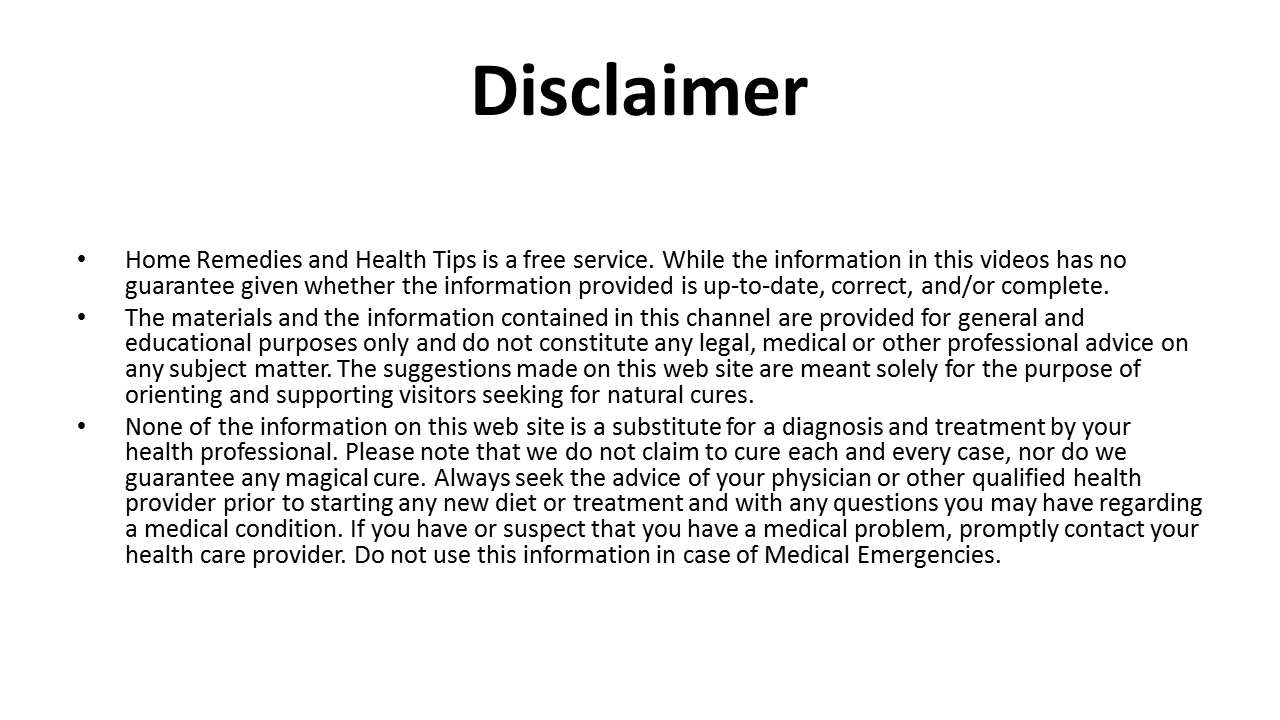 Disclaimer
• Home Remedies and Health Tips is a free service. While the information in this videos has no
guarantee given whether the information provided is up-to-date, correct, and/or complete.
• The materials and the information contained in this channel are provided for general and
educational purposes only and do not constitute any legal, medical or other professional advice on
any subject matter. The suggestions made on this web site are meant solely for the purpose of
orienting and supporting visitors seeking for natural cures.
• None of the information on this web site is a substitute for a diagnosis and treatment by your
health professional. Please note that we do not claim to cure each and every case, nor do we
guarantee any magical cure. Always seek the advice of your physician or other qualified health
provider prior to starting any new diet or treatment and with any questions you may have regarding
a medical condition. If you have or suspect that you have a medical problem, promptly contact your
health care provider. Do not use this information in case of Medical Emergencies.